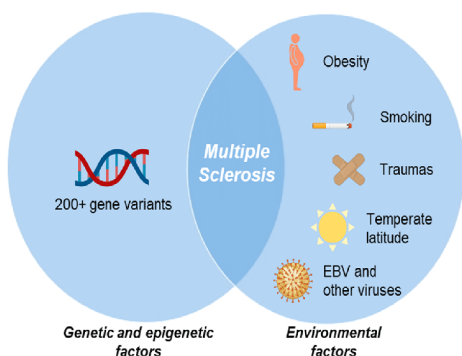 Obesity
Smoking
Multiple
Sclerosis
Traumas
200+ gene variants
Temperate
latitude
EBV and
other viruses
Genetic and epigenetic
factors
Environmental
factors